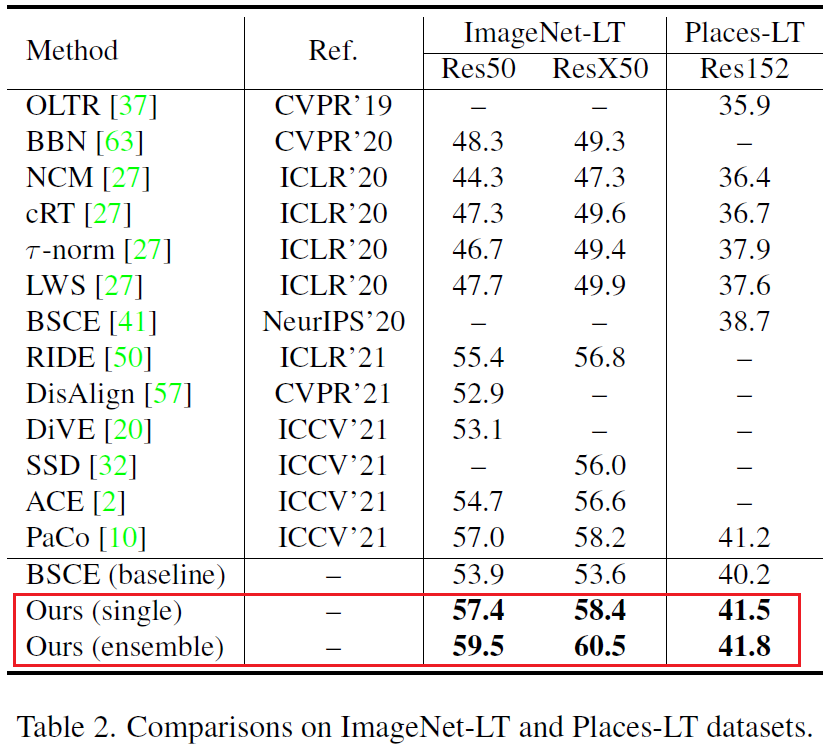 Method Ref. ImageNet-LT Places-LT
Res50 ResX50 Res152
OLTR [37] CVPR’19 – – 35.9
BBN [63] CVPR’20 48.3 49.3 –
NCM [27] ICLR’20 44.3 47.3 36.4
cRT [27] ICLR’20 47.3 49.6 36.7
τ-norm [27] ICLR’20 46.7 49.4 37.9
LWS [27] ICLR’20 47.7 49.9 37.6
BSCE [41] NeurIPS’20 – – 38.7
RIDE [50] ICLR’21 55.4 56.8 –
DisAlign [57] CVPR’21 52.9 – –
DiVE [20] ICCV’21 53.1 – –
SSD [32] ICCV’21 – 56.0 –
ACE [2] ICCV’21 54.7 56.6 –
PaCo [10] ICCV’21 57.0 58.2 41.2
BSCE (baseline) – 53.9 53.6 40.2
Ours (single) – 57.4 58.4 41.5
Ours (ensemble) – 59.5 60.5 41.8
Table 2. Comparisons on ImageNet-LT and Places-LT datasets.